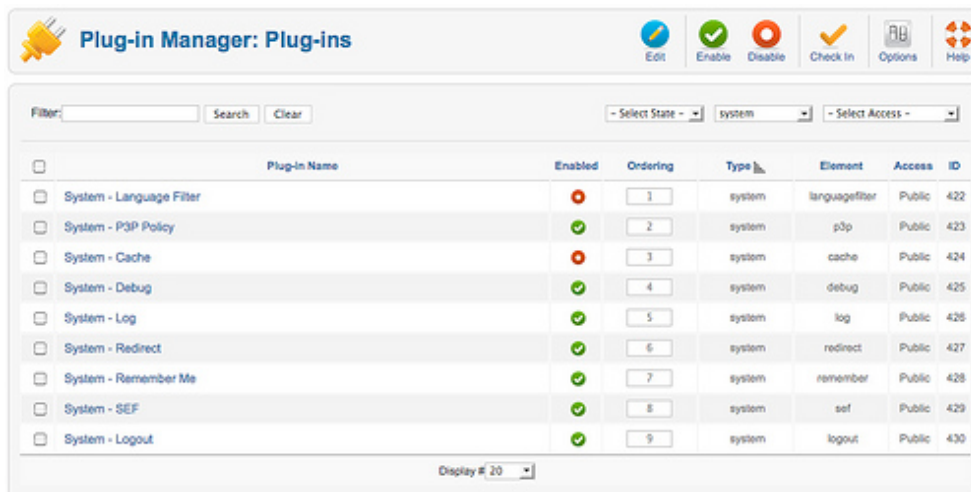 Plug-in Manager: Plug-ins
Edit Enable Disable Check In Options Help
Filter: Search Clear - Select State - system - Select Access -
Plug-in Name Enabled Ordering Type Element Access ID
System - Language Filter 1 system languagefilter Public 422
System - P3P Policy 2 system p3p Public 423
System - Cache 3 system cache Public 424
System - Debug 4 system debug Public 425
System - Log 5 system log Public 426
System - Redirect 6 system redirect Public 427
System - Remember Me 7 system remember Public 428
System - SEF 8 system sef Public 429
System - Logout 9 system logout Public 430
Display # 20